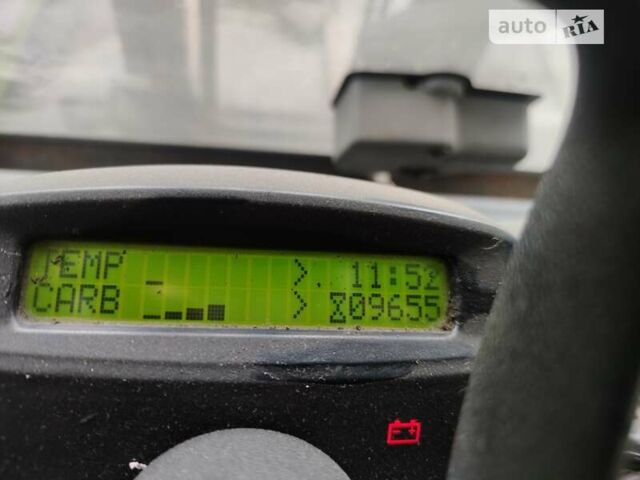 auto RIA
TEMP > 11:52
CARB > 09655